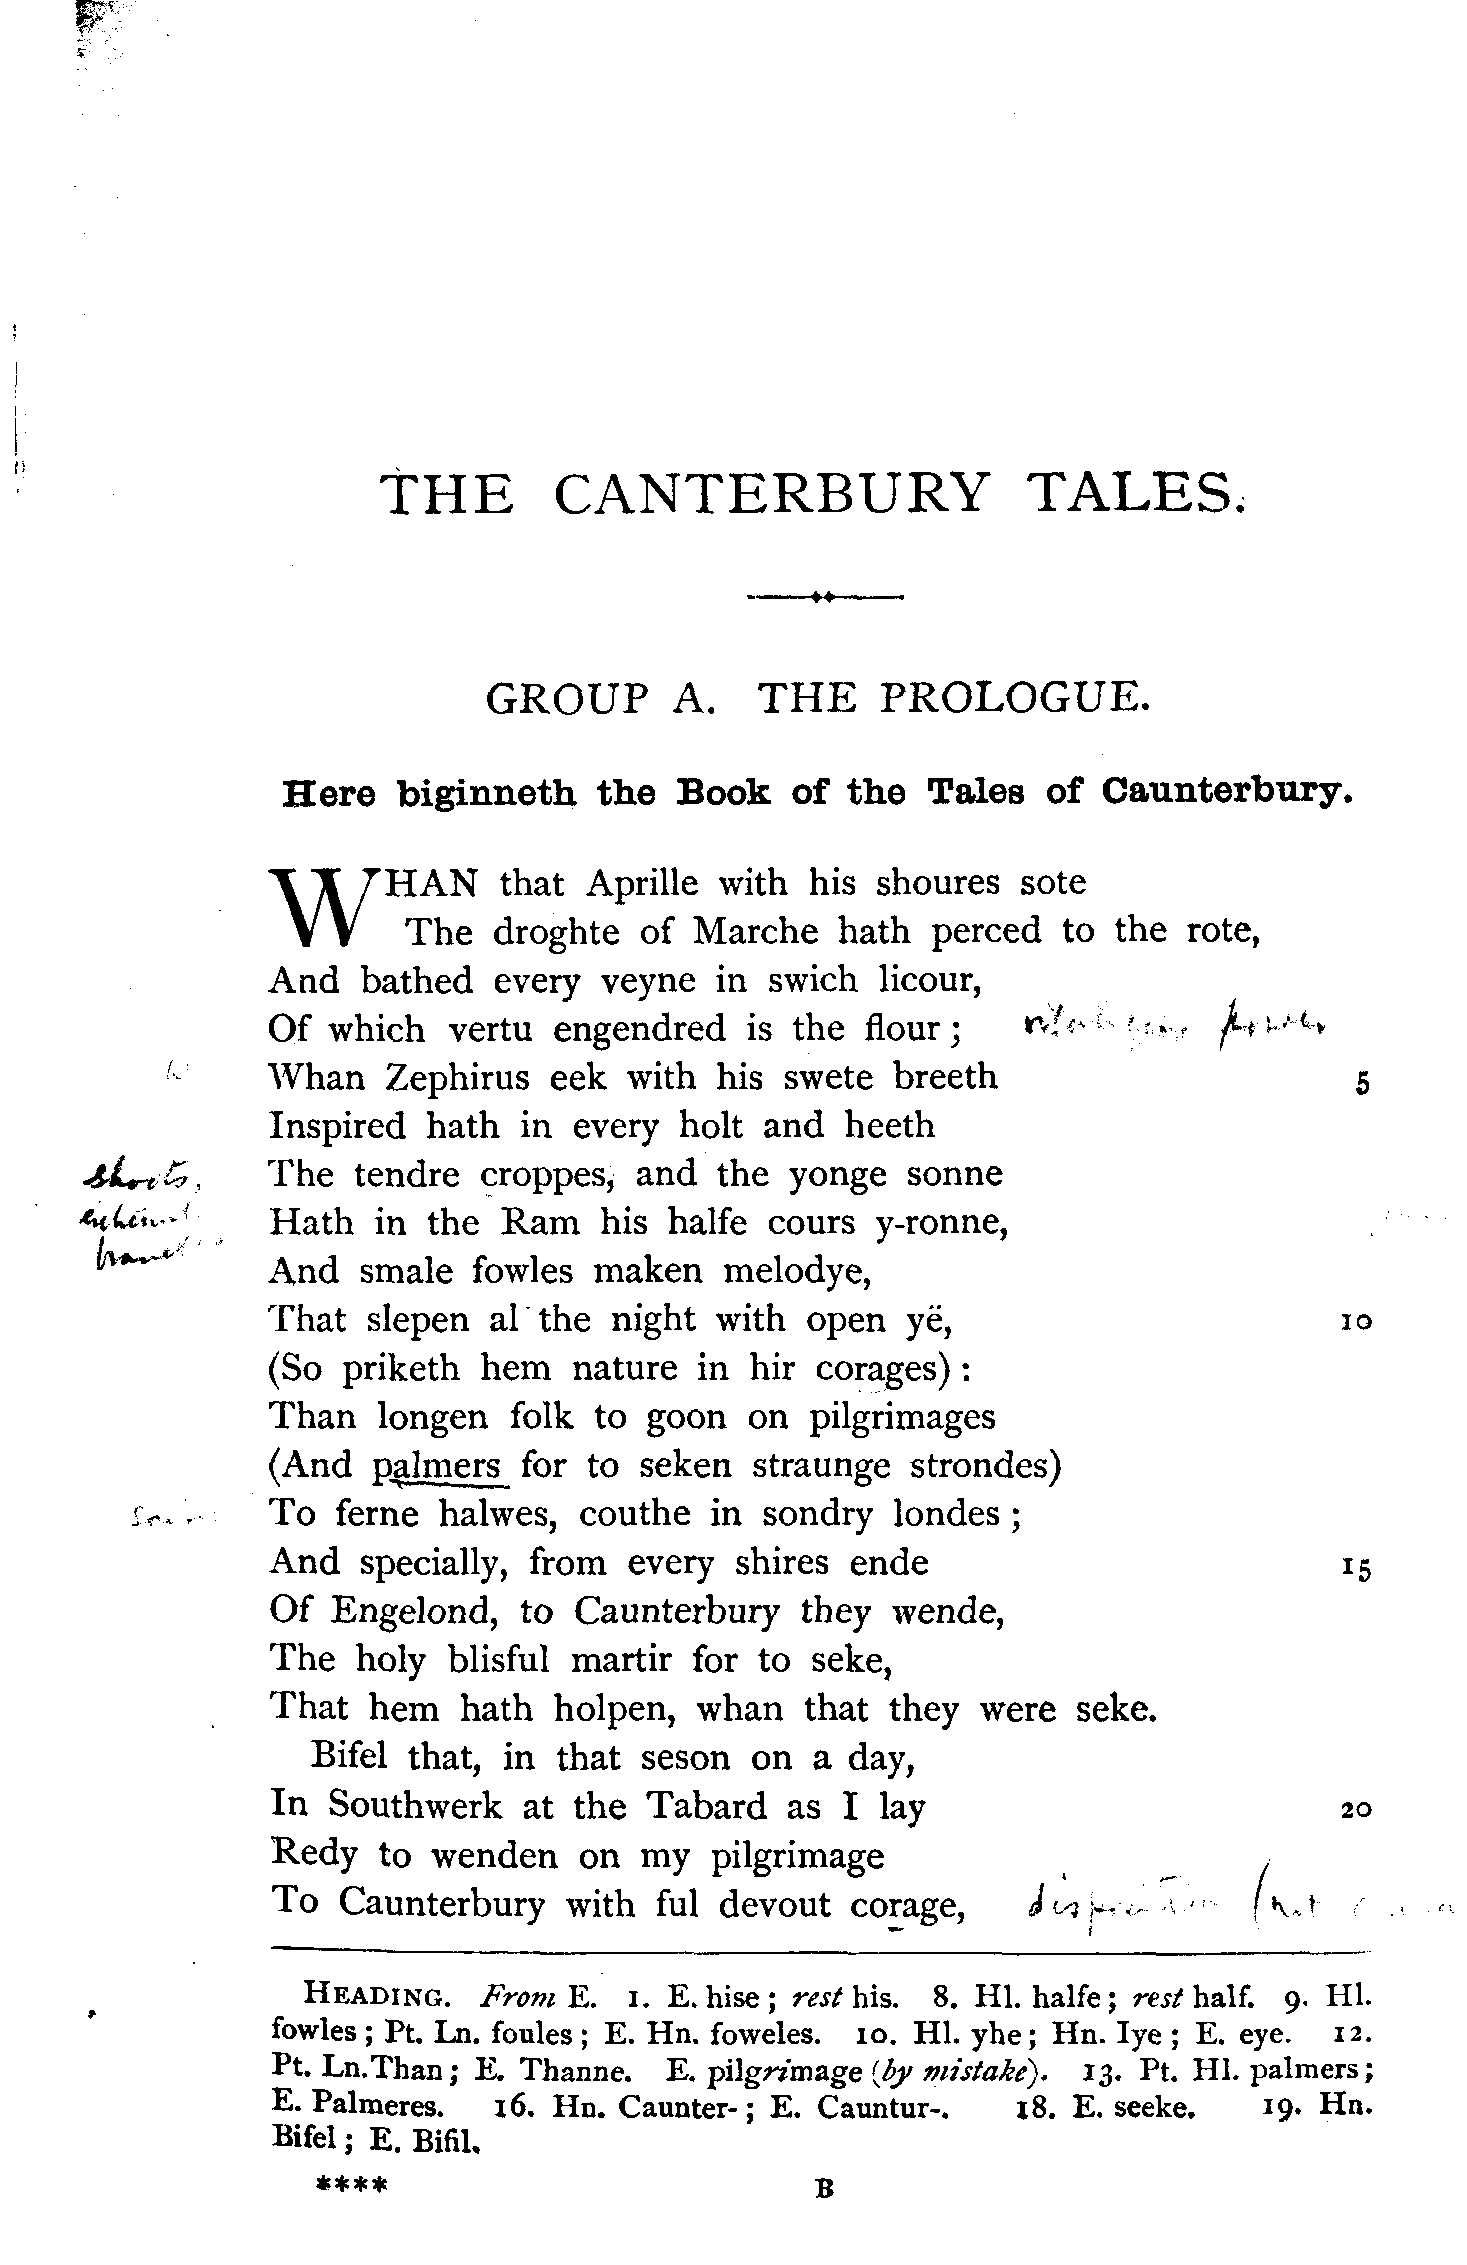 THE CANTERBURY TALES.
GROUP A. THE PROLOGUE.
Here biginneth the Book of the Tales of Caunterbury.
WHAN that Aprille with his shoures sote
The droghte of Marche hath perced to the rote,
And bathed every veyne in swich licour,
Of which vertu engendred is the flour ; power
Whan Zephirus eek with his swete breeth
5
Inspired hath in every holt and heeth
shoots,
The tendre croppes, and the yonge sonne
Hath in the Ram his halfe cours y-ronne,
And smale fowles maken melodye,
That slepen al the night with open yë,
10
(So priketh hem nature in hir corages) :
Than longen folk to goon on pilgrimages
(And palmers for to seken straunge strondes)
To ferne halwes, couthe in sondry londes ;
And specially, from every shires ende
15
Of Engelond, to Caunterbury they wende,
The holy blisful martir for to seke,
That hem hath holpen, whan that they were seke.
Bifel that, in that seson on a day,
In Southwerk at the Tabard as I lay
20
Redy to wenden on my pilgrimage
To Caunterbury with ful devout corage, disposition (not
HEADING. From E. 1. E. hise ; rest his. 8. Hl. halfe ; rest half. 9. Hl.
fowles ; Pt. Ln. foules ; E. Hn. foweles. 10. Hl. yhe ; Hn. Iye ; E. eye. 12.
Pt. Ln. Than ; E. Thanne. E. pilgrimage (by mistake). 13. Pt. Hl. palmers ;
E. Palmeres. 16. Hn. Caunter- ; E. Cauntur-. 18. E. seeke. 19. Hn.
Bifel ; E. Bifil.
**** B